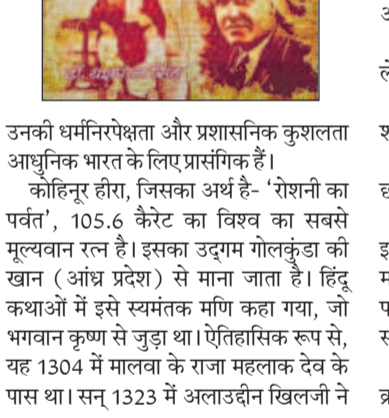 उनकी धर्मनिरपेक्षता और प्रशासनिक कुशलता
आधुनिक भारत के लिए प्रासंगिक हैं।
कोहिनूर हीरा, जिसका अर्थ है- ‘रोशनी का
पर्वत’, 105.6 कैरेट का विश्व का सबसे
मूल्यवान रत्न है। इसका उद्गम गोलकुंडा की
खान (आंध्र प्रदेश) से माना जाता है। हिंदू
कथाओं में इसे स्यमंतक मणि कहा गया, जो
भगवान कृष्ण से जुड़ा था। ऐतिहासिक रूप से,
यह 1304 में मालवा के राजा महलाक देव के
पास था। सन् 1323 में अलाउद्दीन खिलजी ने